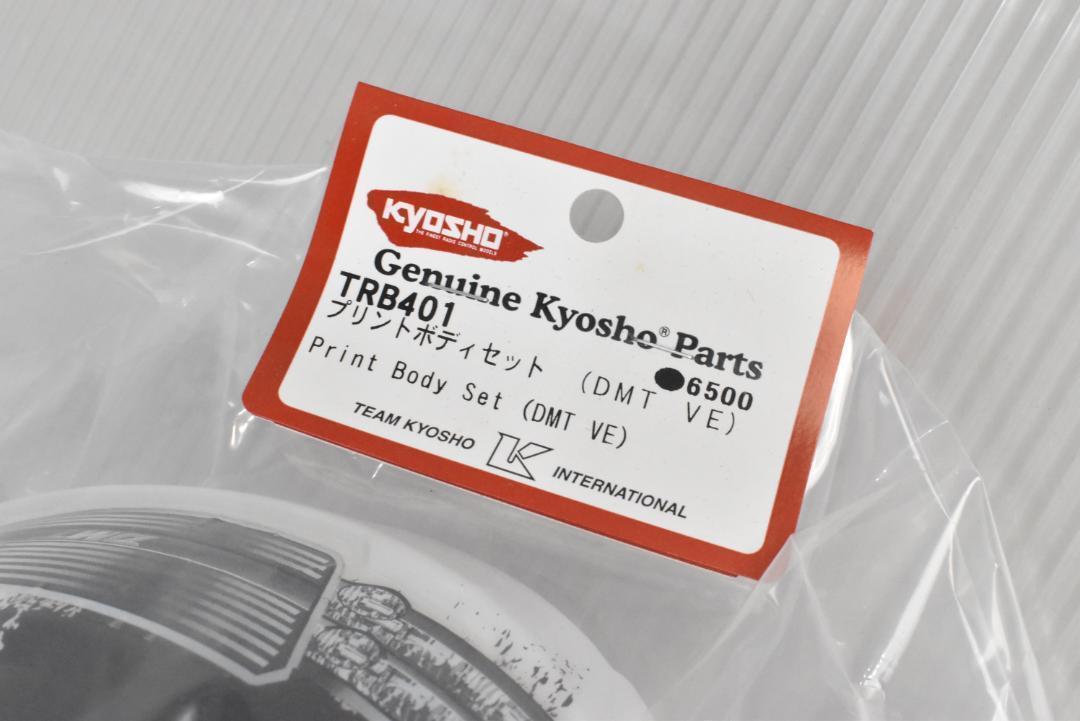 KYOSHO®
THE FINEST RADIO CONTROL MODELS
Genuine Kyosho® Parts
TRB401 ●6500
プリントボディセット (DMT VE)
Print Body Set (DMT VE)
TEAM KYOSHO K INTERNATIONAL